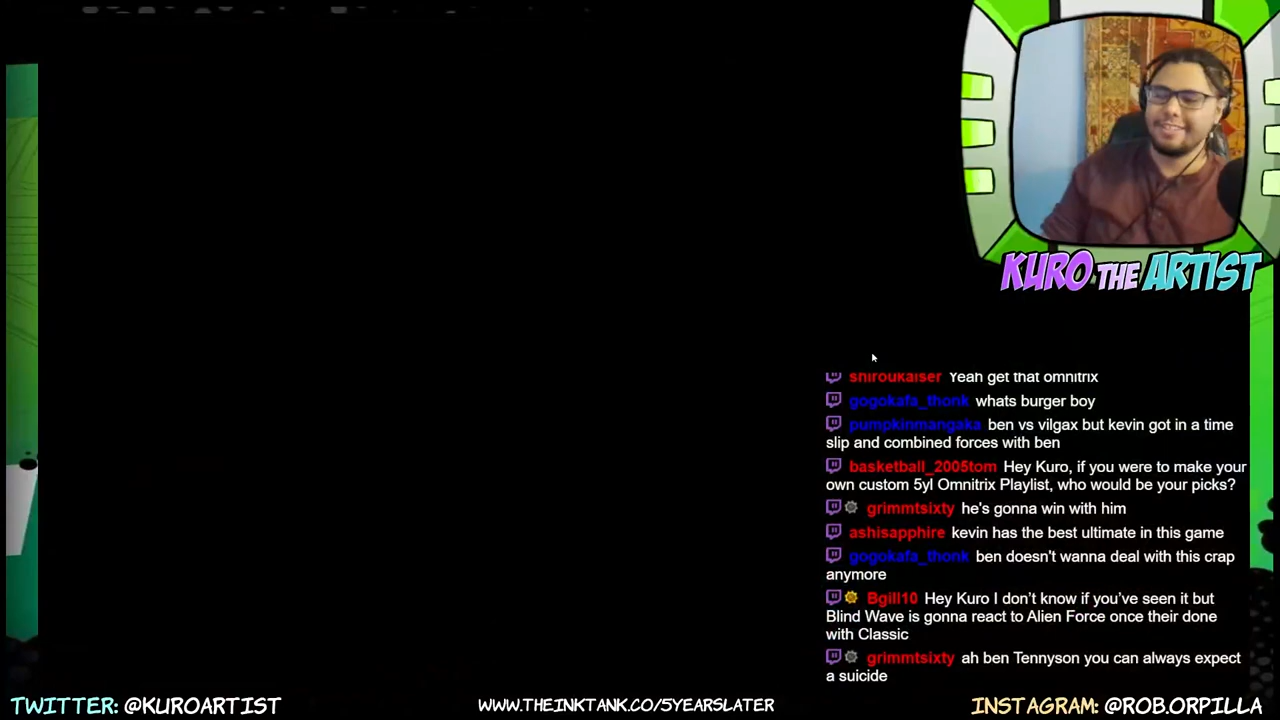 KURO THE ARTIST
shiroukaiser Yeah get that omnitrix
gogokafa_thonk whats burger boy
pumpkinmangaka ben vs vilgax but kevin got in a time
slip and combined forces with ben
basketball_2005tom Hey Kuro, if you were to make your
own custom 5yl Omnitrix Playlist, who would be your picks?
grimmtsixty he's gonna win with him
ashisapphire kevin has the best ultimate in this game
gogokafa_thonk ben doesn't wanna deal with this crap
anymore
Bgill10 Hey Kuro I don't know if you've seen it but
Blind Wave is gonna react to Alien Force once their done
with Classic
grimmtsixty ah ben Tennyson you can always expect
a suicide
TWITTER: @KUROARTIST WWW.THEINKTANK.CO/5YEARSLATER INSTAGRAM: @ROB.ORPILLA